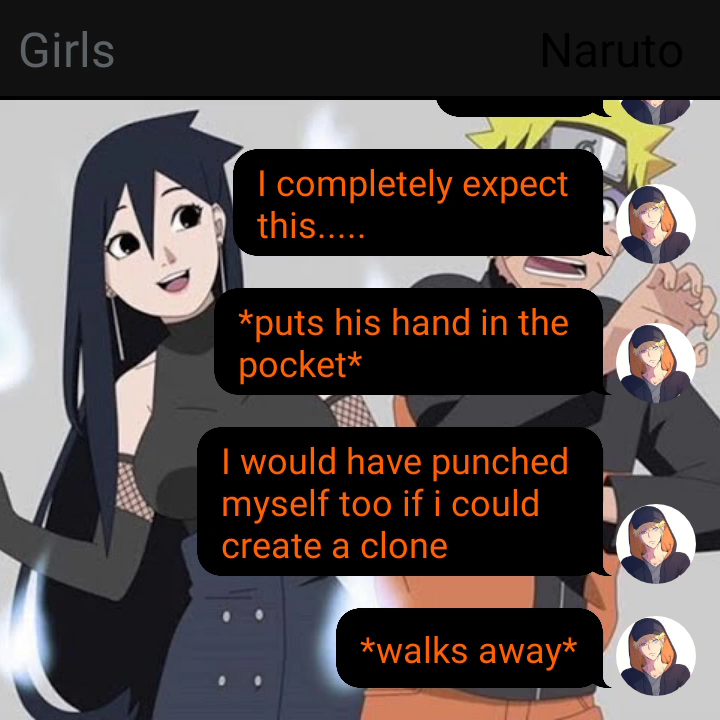 Girls Naruto
I completely expect
this.....
*puts his hand in the
pocket*
I would have punched
myself too if i could
create a clone
*walks away*